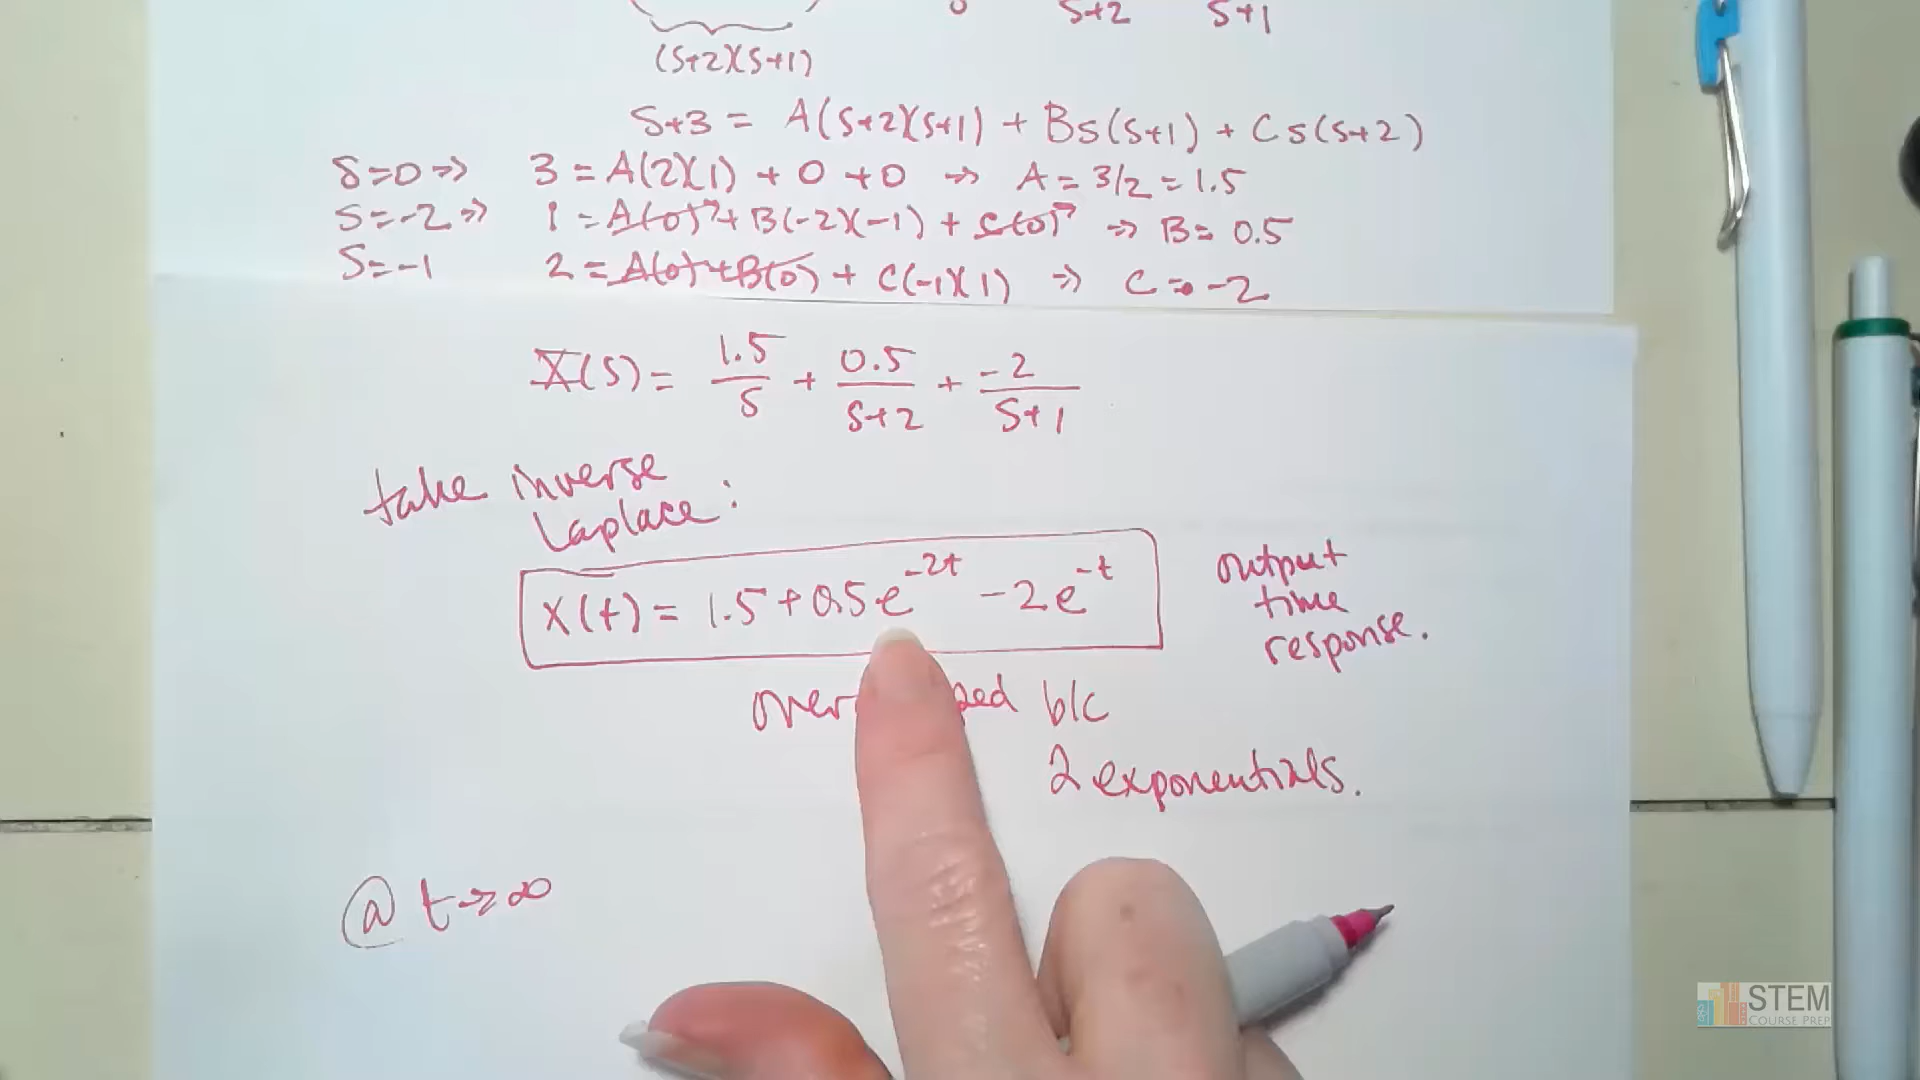 s+2 s+1
(s+2)(s+1)
s+3 = A(s+2)(s+1) + Bs(s+1) + Cs(s+2)
s=0 => 3 = A(2)(1) + 0 + 0 => A = 3/2 = 1.5
s=-2 => 1 = A(0) + B(-2)(-1) + C(0) => B = 0.5
s=-1 2 = A(0) + B(0) + C(-1)(1) => C = -2
X(s) = 1.5/s + 0.5/s+2 + -2/s+1
take inverse
Laplace:
x(t) = 1.5 + 0.5e^-2t - 2e^-t
output
time
response.
b/c
2 exponentials.
@ t→∞
STEM
COURSE PREP